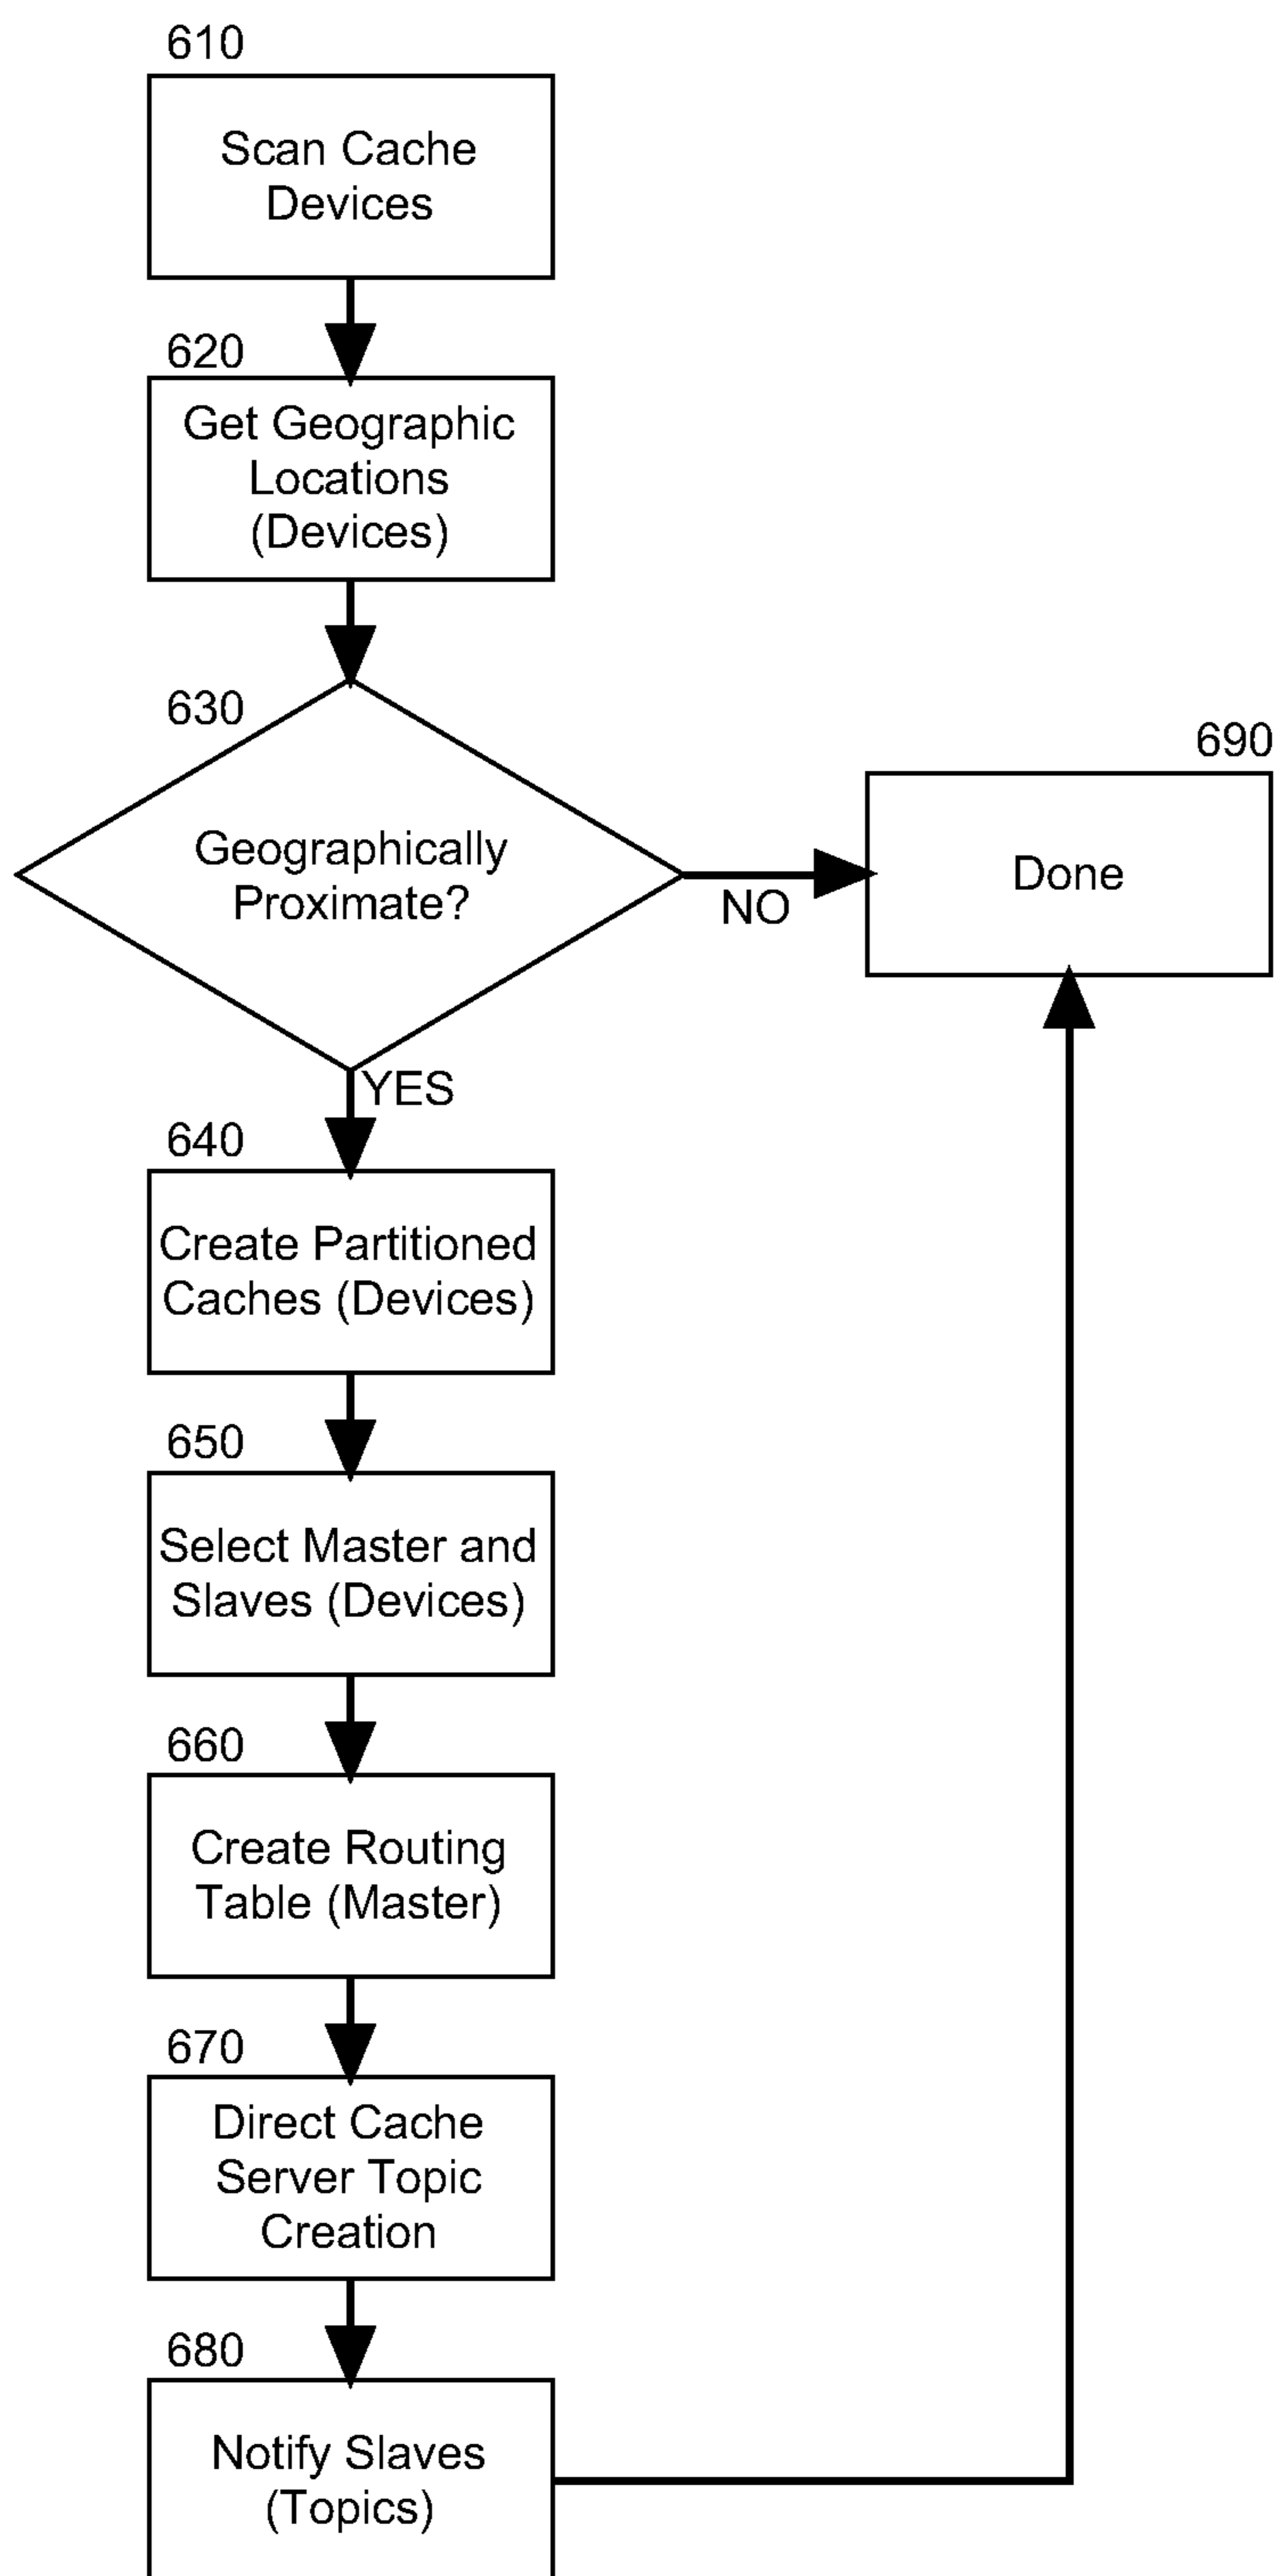 610
Scan Cache
Devices
620
Get Geographic
Locations
(Devices)
630
Geographically
Proximate?
NO
690
Done
YES
640
Create Partitioned
Caches (Devices)
650
Select Master and
Slaves (Devices)
660
Create Routing
Table (Master)
670
Direct Cache
Server Topic
Creation
680
Notify Slaves
(Topics)